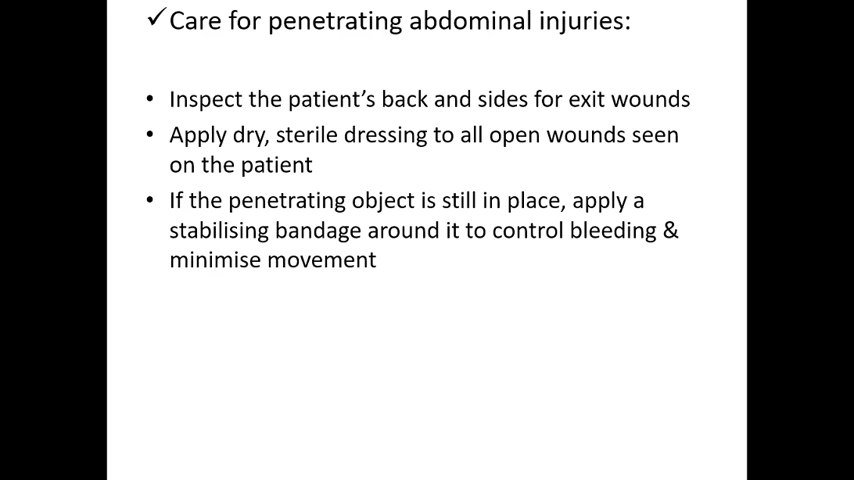 ✓Care for penetrating abdominal injuries:
• Inspect the patient’s back and sides for exit wounds
• Apply dry, sterile dressing to all open wounds seen
on the patient
• If the penetrating object is still in place, apply a
stabilising bandage around it to control bleeding &
minimise movement